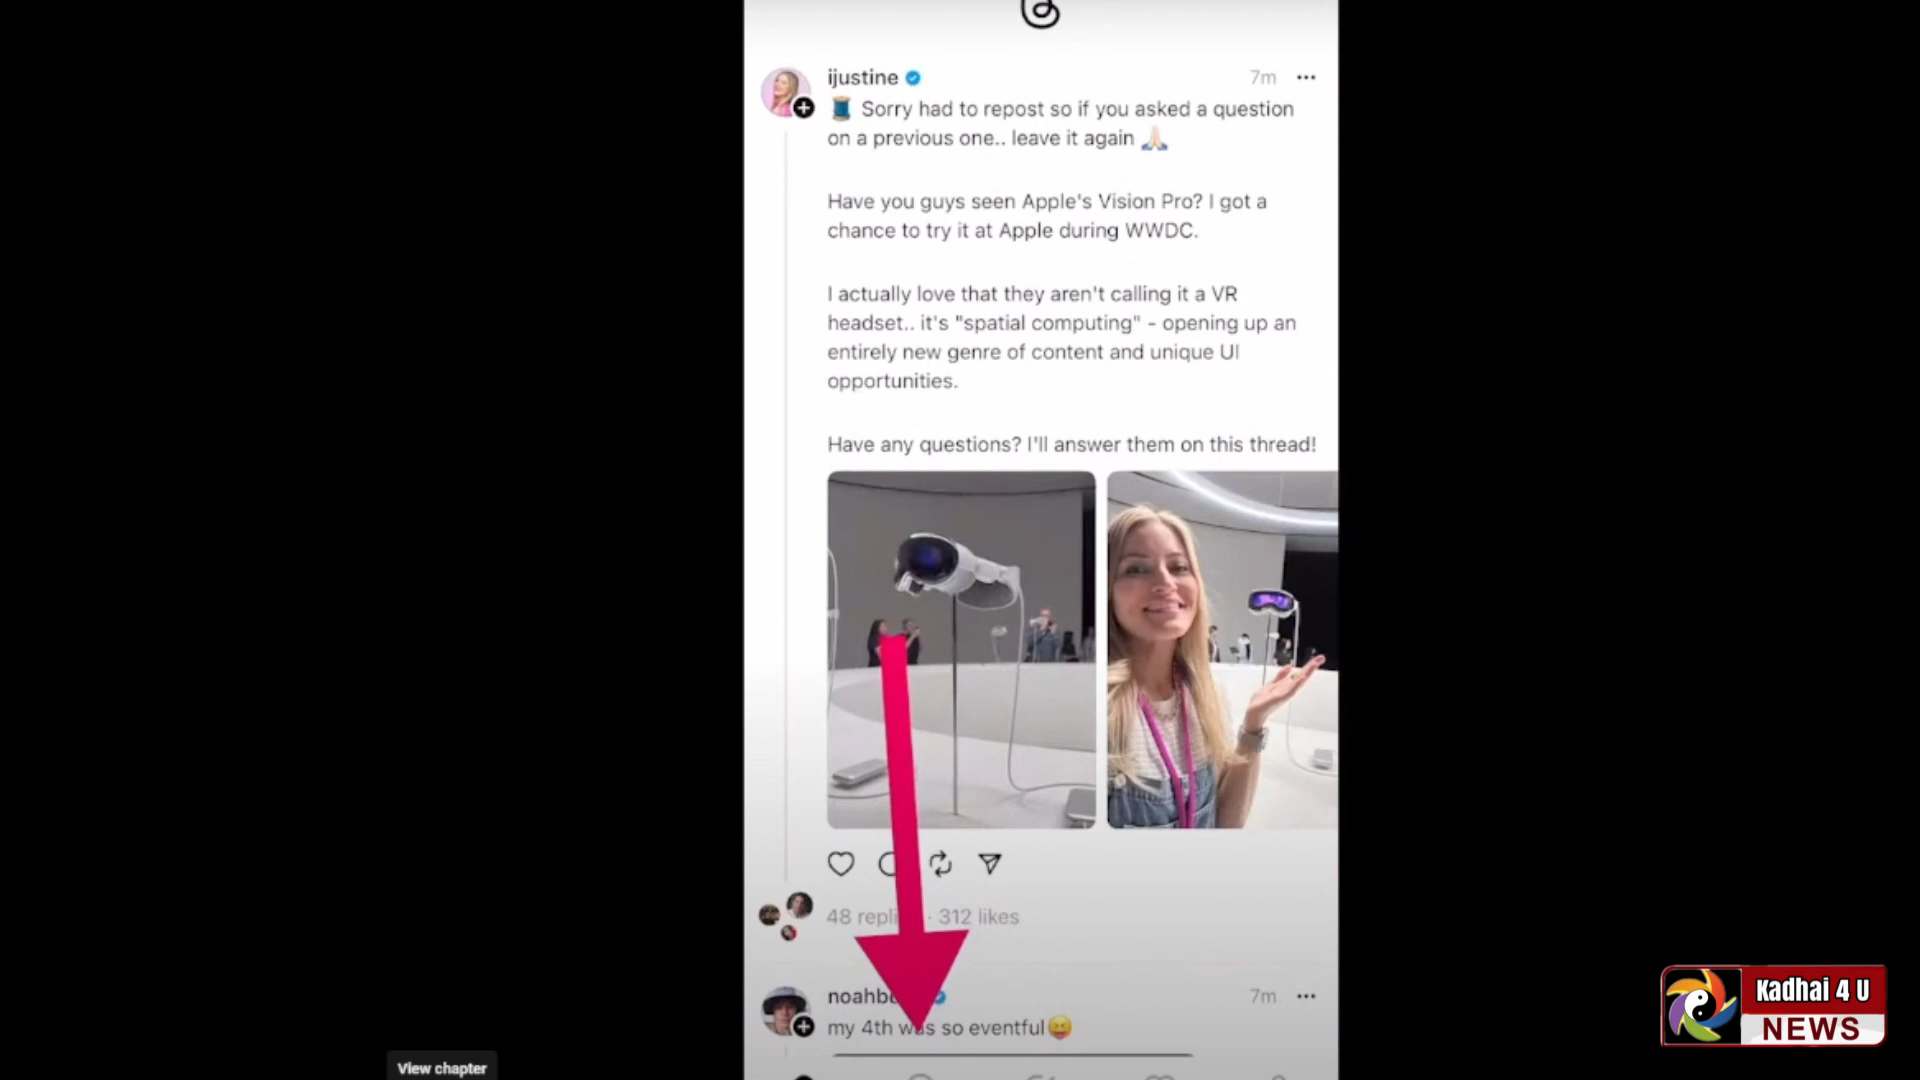 ijustine 7m
🧵 Sorry had to repost so if you asked a question
on a previous one.. leave it again 🙏🏻
Have you guys seen Apple's Vision Pro? I got a
chance to try it at Apple during WWDC.
I actually love that they aren't calling it a VR
headset.. it's "spatial computing" - opening up an
entirely new genre of content and unique UI
opportunities.
Have any questions? I'll answer them on this thread!
48 · 312 likes
7m
my 4th was so eventful😛
Kadhai 4 U
NEWS
View chapter